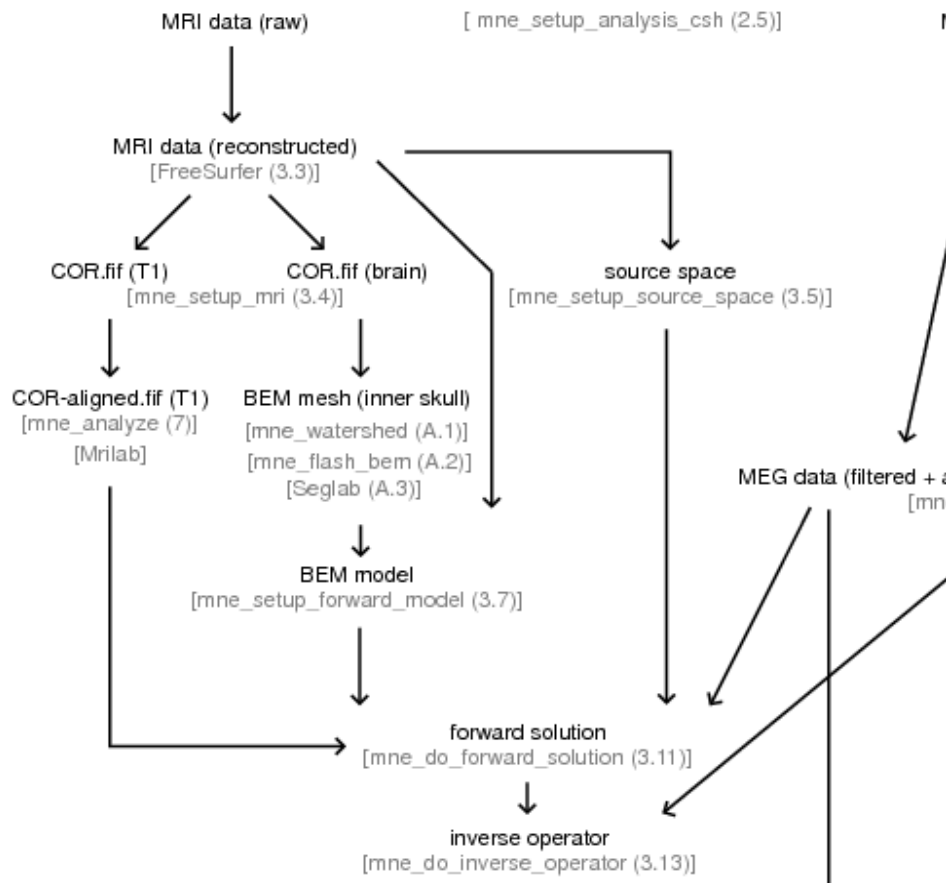 MRI data (raw)
[ mne_setup_analysis_csh (2.5)]
MRI data (reconstructed)
[FreeSurfer (3.3)]
COR.fif (T1)
COR.fif (brain)
[mne_setup_mri (3.4)]
source space
[mne_setup_source_space (3.5)]
COR-aligned.fif (T1)
[mne_analyze (7)]
[Mrilab]
BEM mesh (inner skull)
[mne_watershed (A.1)]
[mne_flash_bem (A.2)]
[Seglab (A.3)]
MEG data (filtered +
BEM model
[mne_setup_forward_model (3.7)]
forward solution
[mne_do_forward_solution (3.11)]
inverse operator
[mne_do_inverse_operator (3.13)]